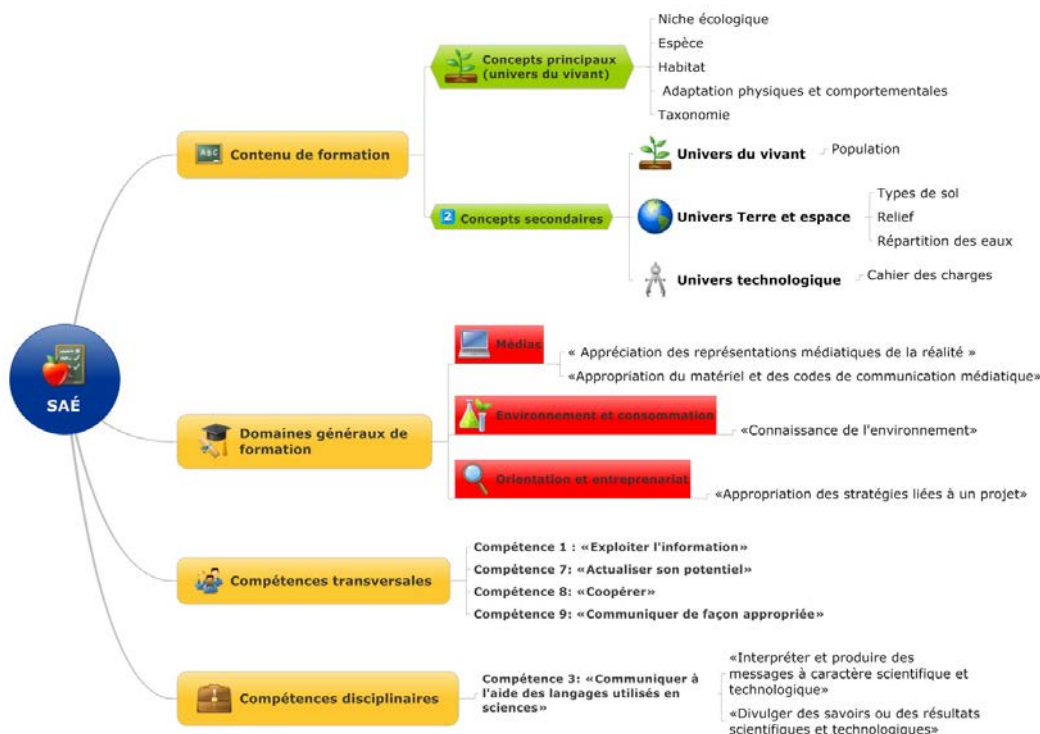 SAÉ
Contenu de formation
Concepts principaux
(univers du vivant)
Niche écologique
Espèce
Habitat
Adaptation physiques et comportementales
Taxonomie
2 Concepts secondaires
Univers du vivant
Population
Univers Terre et espace
Types de sol
Relief
Répartition des eaux
Univers technologique
Cahier des charges
Domaines généraux de
formation
Médias
« Appréciation des représentations médiatiques de la réalité »
«Appropriation du matériel et des codes de communication médiatique»
Environnement et consommation
«Connaissance de l'environnement»
Orientation et entreprenariat
«Appropriation des stratégies liées à un projet»
Compétences transversales
Compétence 1 : «Exploiter l'information»
Compétence 7: «Actualiser son potentiel»
Compétence 8: «Coopérer»
Compétence 9: «Communiquer de façon appropriée»
Compétences disciplinaires
Compétence 3: «Communiquer à
l'aide des langages utilisés en
sciences»
«Interpréter et produire des
messages à caractère scientifique et
technologique»
«Divulger des savoirs ou des résultats
scientifiques et technologiques»